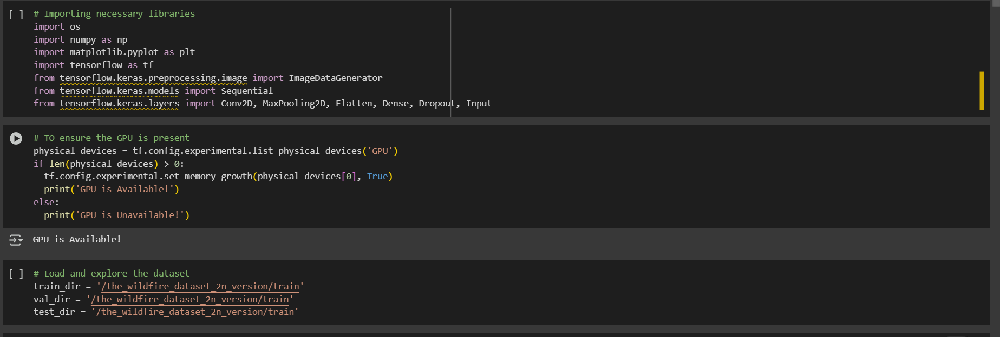 [ ] # Importing necessary libraries
import os
import numpy as np
import matplotlib.pyplot as plt
import tensorflow as tf
from tensorflow.keras.preprocessing.image import ImageDataGenerator
from tensorflow.keras.models import Sequential
from tensorflow.keras.layers import Conv2D, MaxPooling2D, Flatten, Dense, Dropout, Input
# TO ensure the GPU is present
physical_devices = tf.config.experimental.list_physical_devices('GPU')
if len(physical_devices) > 0:
  tf.config.experimental.set_memory_growth(physical_devices[0], True)
  print('GPU is Available!')
else:
  print('GPU is Unavailable!')
GPU is Available!
[ ] # Load and explore the dataset
train_dir = '/the_wildfire_dataset_2n_version/train'
val_dir = '/the_wildfire_dataset_2n_version/train'
test_dir = '/the_wildfire_dataset_2n_version/train'